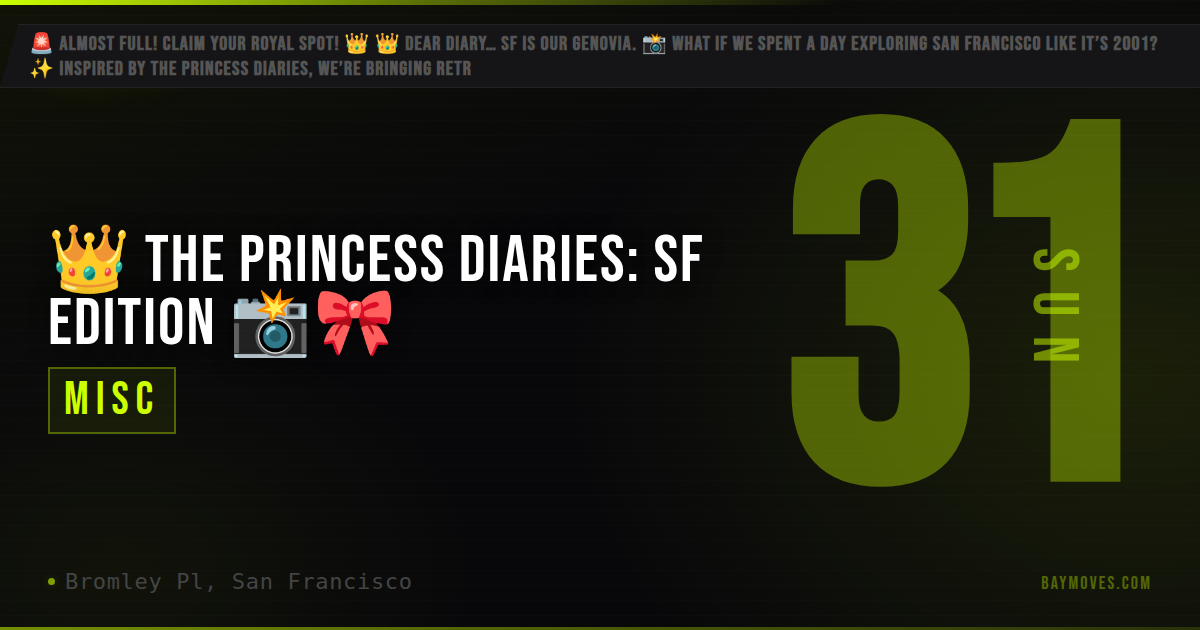 🚨 ALMOST FULL! CLAIM YOUR ROYAL SPOT! 👑 👑 DEAR DIARY… SF IS OUR GENOVIA. 📸 WHAT IF WE SPENT A DAY EXPLORING SAN FRANCISCO LIKE IT’S 2001?
✨ INSPIRED BY THE PRINCESS DIARIES, WE’RE BRINGING RETR
👑 THE PRINCESS DIARIES: SF
EDITION 📸🎀
MISC
31
SUN
Bromley Pl, San Francisco
BAYMOVES.COM